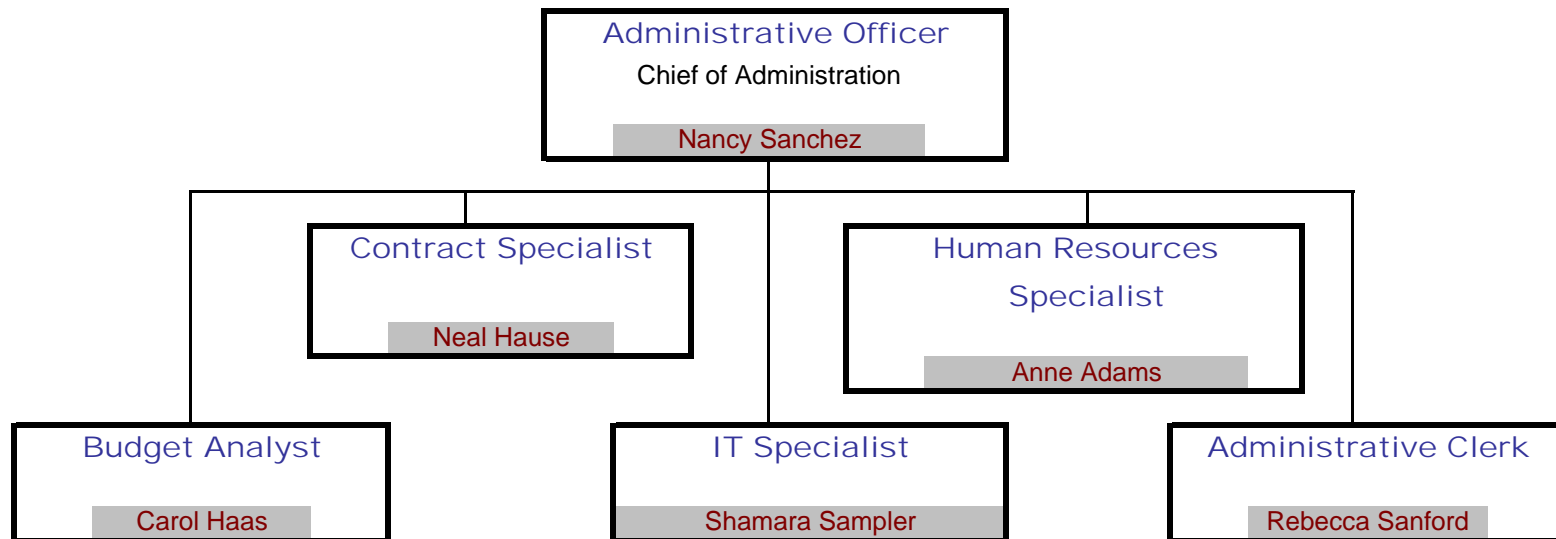 Administrative Officer
Chief of Administration
Nancy Sanchez
Contract Specialist
Neal Hause
Human Resources
Specialist
Anne Adams
Budget Analyst
Carol Haas
IT Specialist
Shamara Sampler
Administrative Clerk
Rebecca Sanford